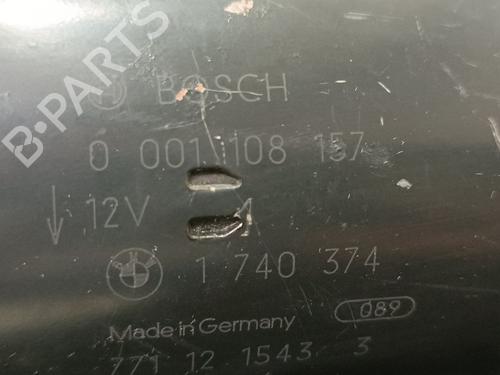 B-PARTS
BOSCH
0 001 108 157
12V
1 740 374
Made in Germany 089
771 12 1543 3